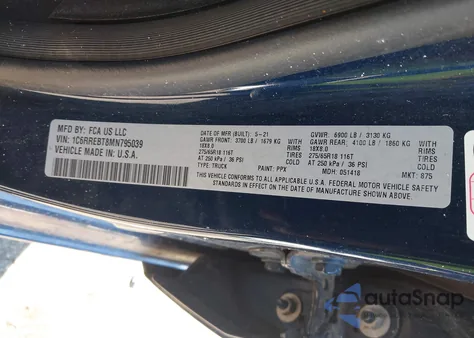 MFD BY: FCA US LLC
VIN: 1C6RREBT8MN795039
VEHICLE MADE IN U.S.A.
DATE OF MFR (BUILT): 5-21 GVWR: 6900 LB / 3130 KG
GAWR FRONT: 3700 LB / 1679 KG WITH GAWR REAR: 4100 LB / 1860 KG WITH
18X8.0 RIMS 18X8.0 RIMS
275/65R18 116T TIRES 275/65R18 116T TIRES
AT 250 kPa / 36 PSI AT 250 kPa / 36 PSI
TYPE: TRUCK PAINT: PPX MDH: 051418 MKT: 875
THIS VEHICLE CONFORMS TO ALL APPLICABLE U.S.A. FEDERAL MOTOR VEHICLE SAFETY
STANDARDS IN EFFECT ON THE DATE OF MANUFACTURE SHOWN ABOVE.
autoSnap